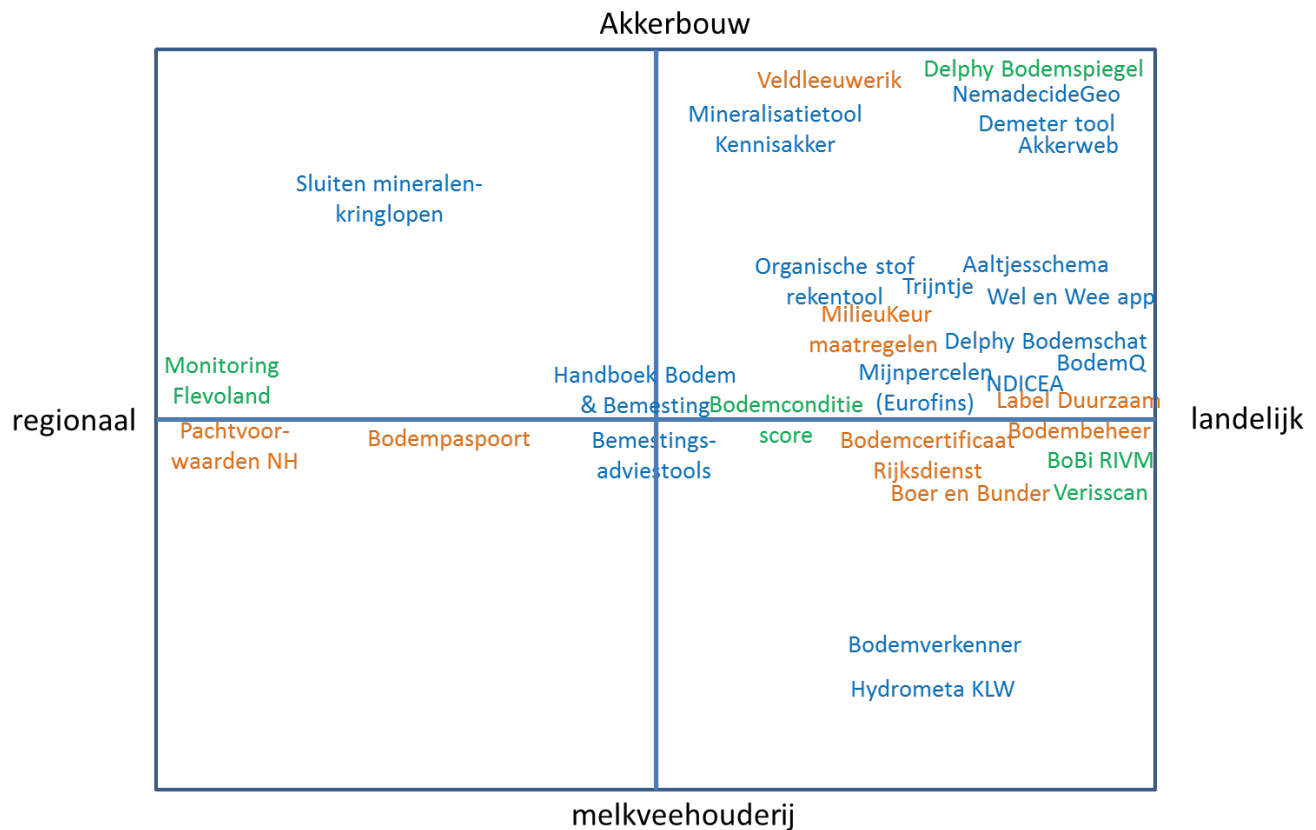 Akkerbouw
Delphy Bodemspiegel
Veldleeuwerik
NemadecideGeo
Mineralisatietool
Kennisakker
Demeter tool
Akkerweb
Sluiten mineralen-
kringlopen
Organische stof
rekentool
Trijntje
Aaltjesschema
Wel en Wee app
MilieuKeur
maatregelen
Delphy Bodemschat
BodemQ
Monitoring
Flevoland
Handboek Bodem
& Bemesting
Mijnpercelen
(Eurofins)
NDICEA
Bodemconditie
score
Label Duurzaam
Bodembeheer
regionaal
landelijk
Pachtvoor-
waarden NH
Bodempaspoort
Bemestings-
adviestools
Bodemcertificaat
Rijksdienst
BoBi RIVM
Boer en Bunder
Verisscan
Bodemverkenner
Hydrometa KLW
melkveehouderij